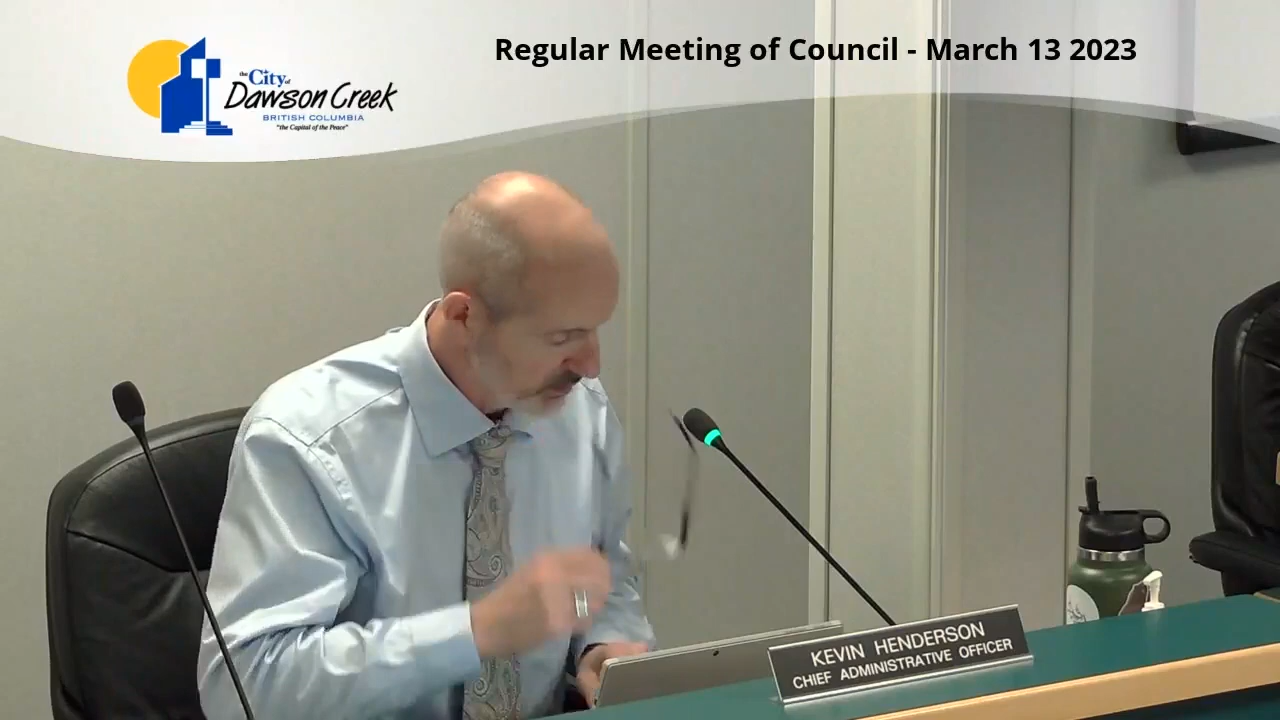 Regular Meeting of Council - March 13 2023
the City of
Dawson Creek
BRITISH COLUMBIA
"the Capital of the Peace"
KEVIN HENDERSON
CHIEF ADMINISTRATIVE OFFICER